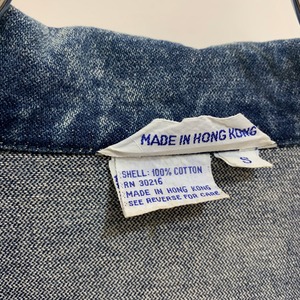 MADE IN HONG KONG
S
SHELL: 100% COTTON
RN 30216
MADE IN HONG KONG
SEE REVERSE FOR CARE